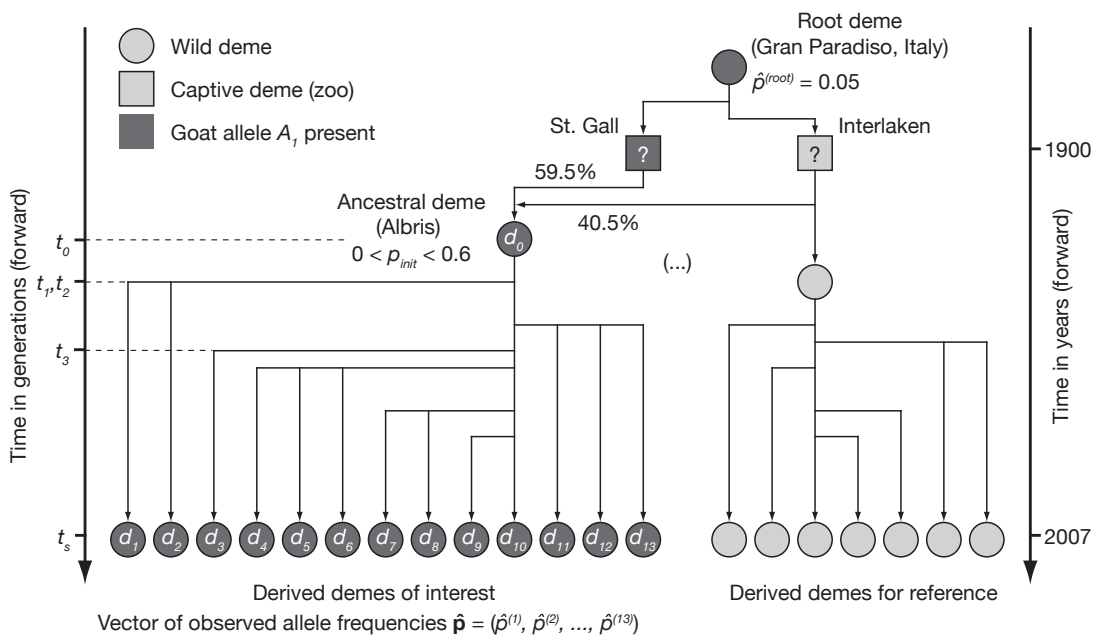 Wild deme
Captive deme (zoo)
Goat allele A₁ present
Root deme
(Gran Paradiso, Italy)
p̂⁽ʳᵒᵒᵗ⁾ = 0.05
St. Gall
Interlaken
?
?
1900
59.5%
40.5%
Ancestral deme
(Albris)
0 < p_init < 0.6
d₀
(...)
t₀
t₁,t₂
t₃
tₛ
Time in generations (forward)
Time in years (forward)
d₁ d₂ d₃ d₄ d₅ d₆ d₇ d₈ d₉ d₁₀ d₁₁ d₁₂ d₁₃
2007
Derived demes of interest
Derived demes for reference
Vector of observed allele frequencies p̂ = (p̂⁽¹⁾, p̂⁽²⁾, ..., p̂⁽¹³⁾)